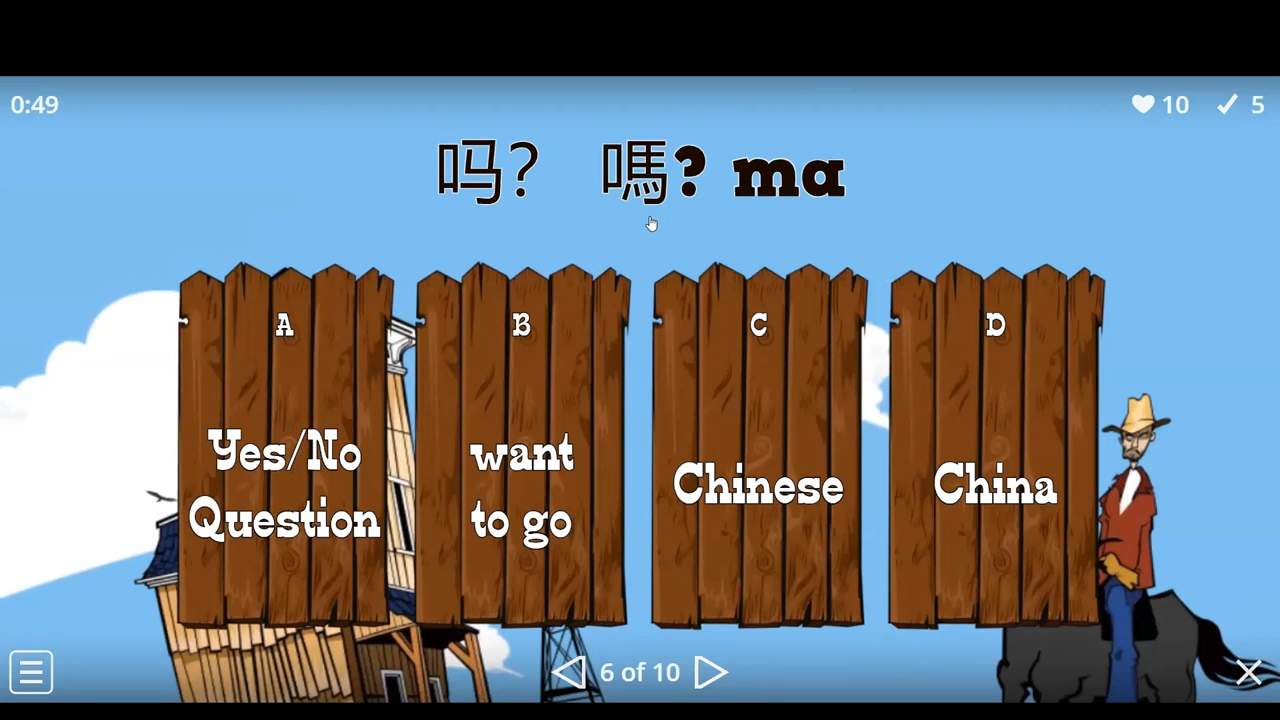 0:49
10
5
吗? 嗎? ma
A
Yes/No
Question
B
want
to go
C
Chinese
D
China
6 of 10